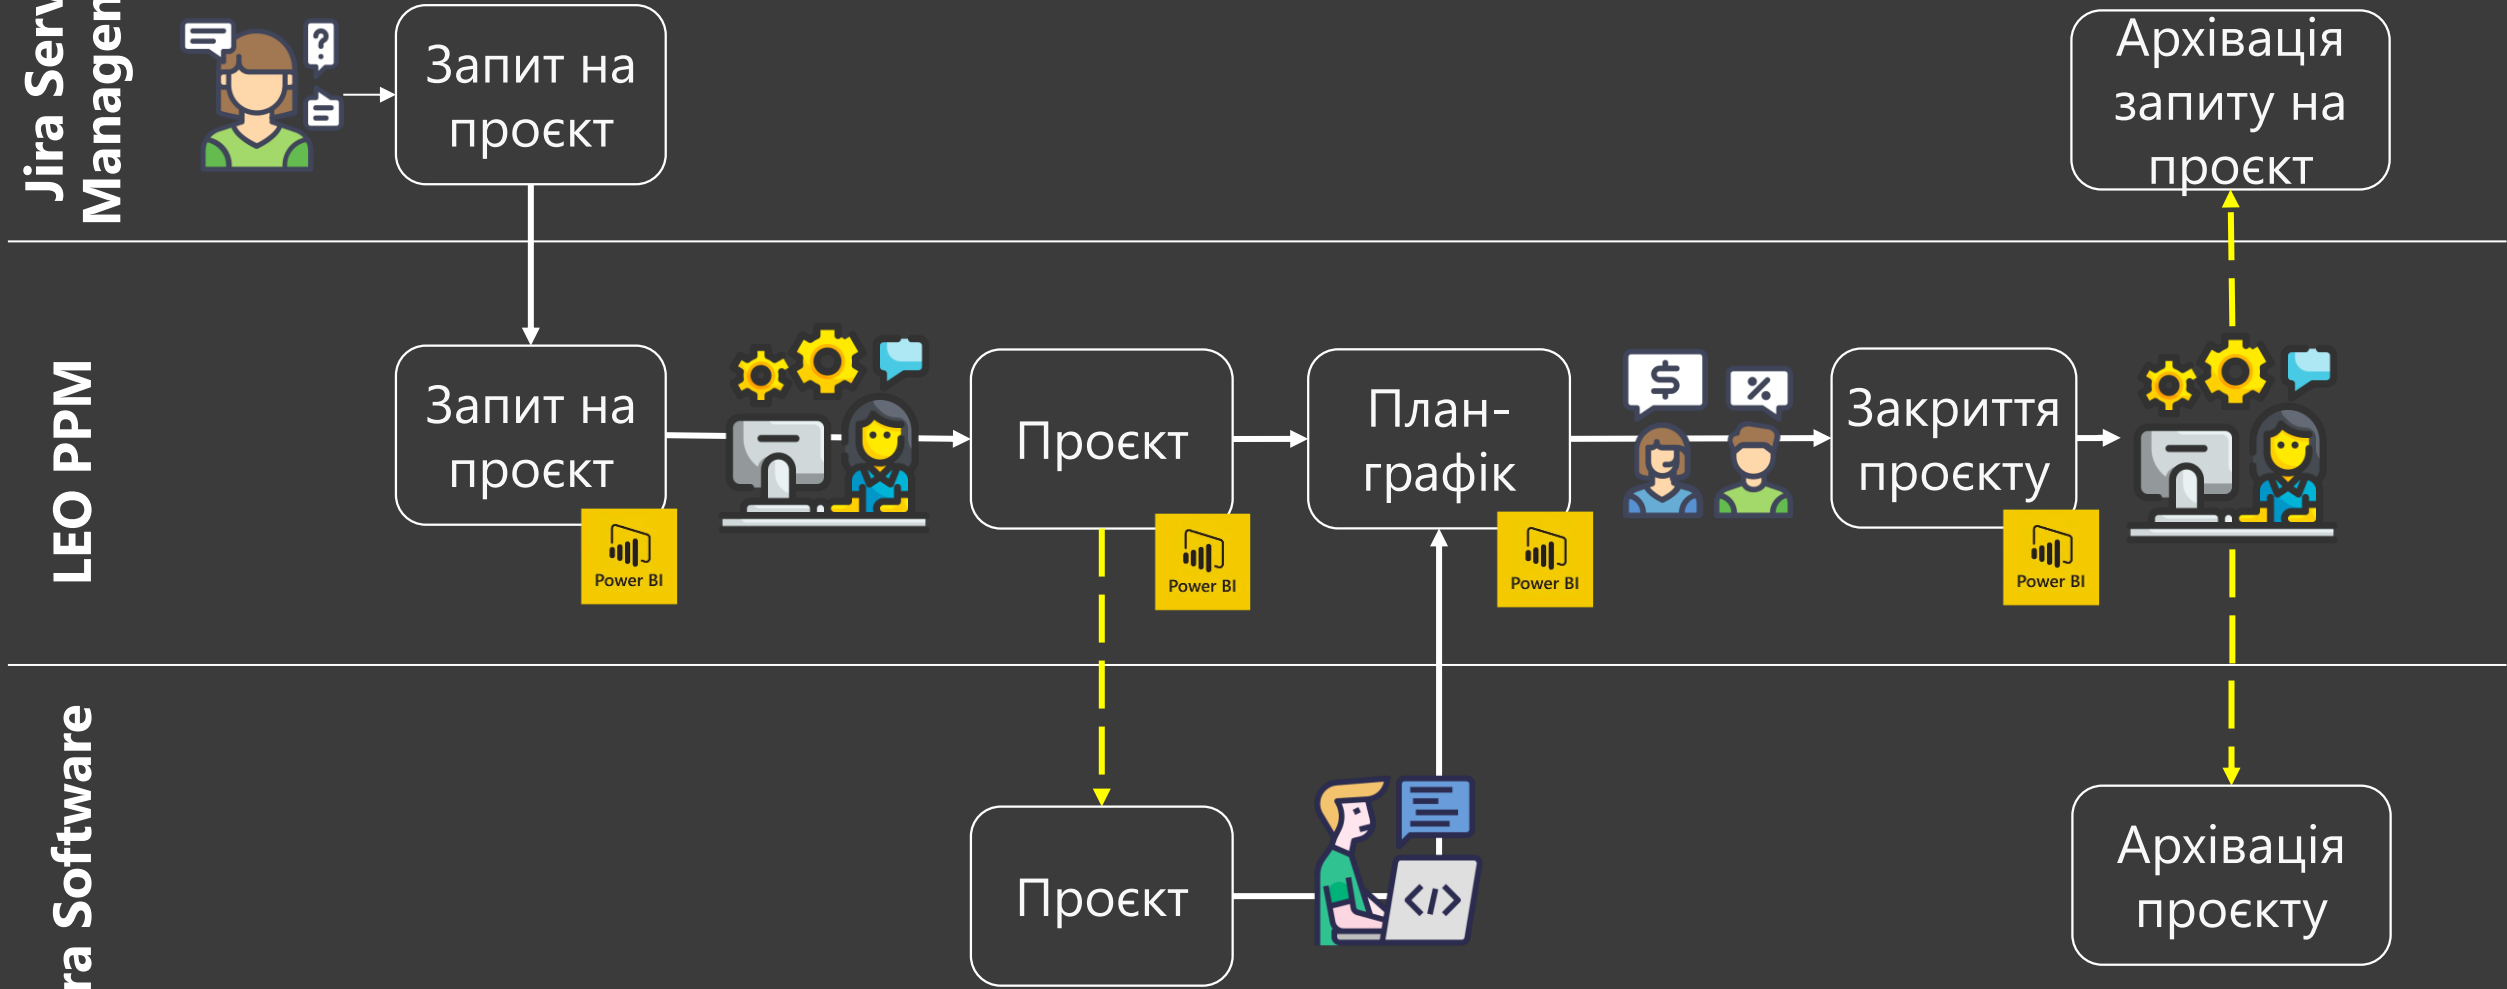 Jira Serv
Managem
Запит на
проєкт
Архівація
запиту на
проєкт
LEO PPM
Запит на
проєкт
Power BI
Проєкт
Power BI
План-
графік
Power BI
$
%
Закриття
проєкту
Power BI
ra Software
Проєкт
</>
Архівація
проєкту